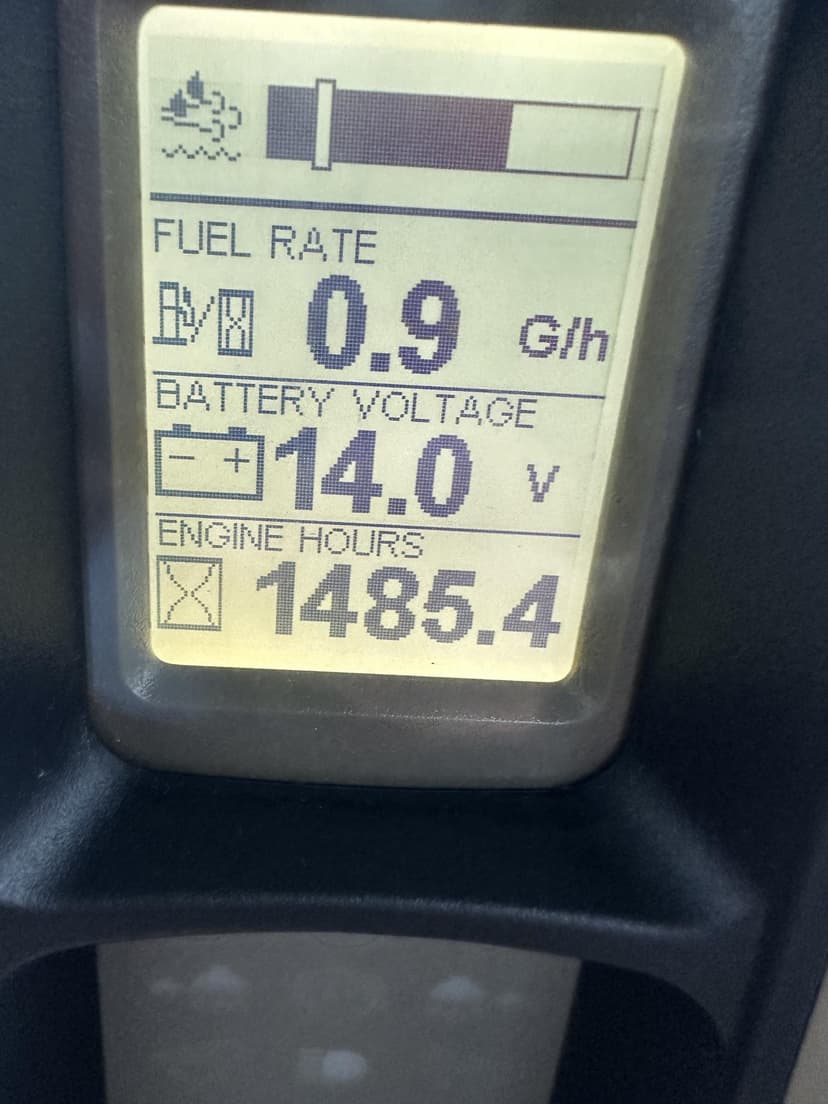 FUEL RATE
0.9 G/h
BATTERY VOLTAGE
- + 14.0 V
ENGINE HOURS
1485.4